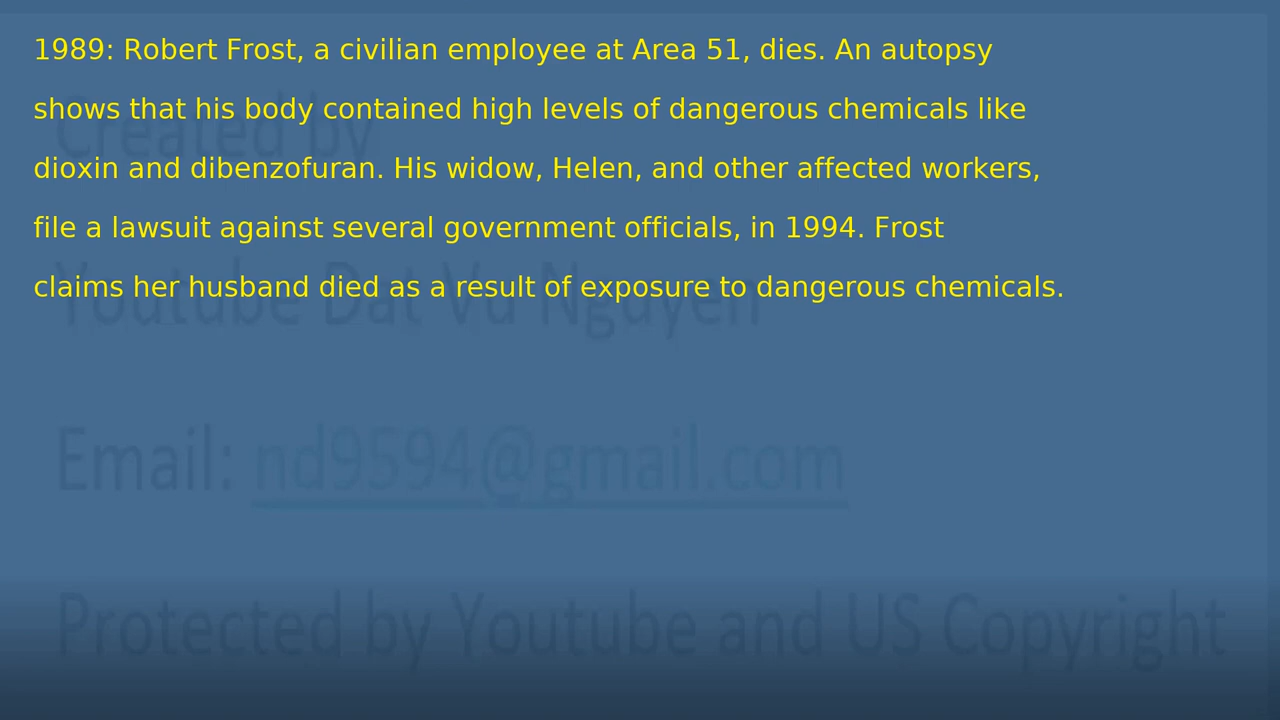 1989: Robert Frost, a civilian employee at Area 51, dies. An autopsy
shows that his body contained high levels of dangerous chemicals like
dioxin and dibenzofuran. His widow, Helen, and other affected workers,
file a lawsuit against several government officials, in 1994. Frost
claims her husband died as a result of exposure to dangerous chemicals.
Created by
Youtube Dat Vu Nguyen
Email: nd9594@gmail.com
Protected by Youtube and US Copyright